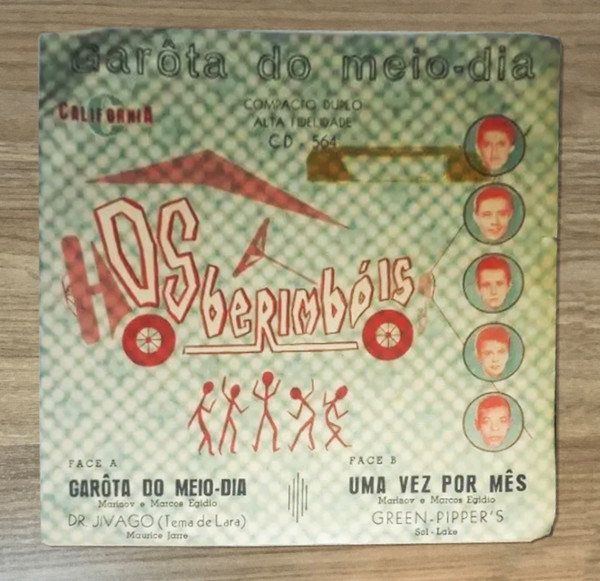 Garôta do meio-dia
CALIFORNIA
COMPACTO DUPLO
ALTA FIDELIDADE
CD - 564
OS beRImbóis
FACE A
GARÔTA DO MEIO-DIA
Marisov e Marcos Egidio
DR. JIVAGO (Tema de Lara)
Maurice Jarre
FACE B
UMA VEZ POR MÊS
Marisov e Marcos Egidio
GREEN-PIPPER'S
Sol - Lake